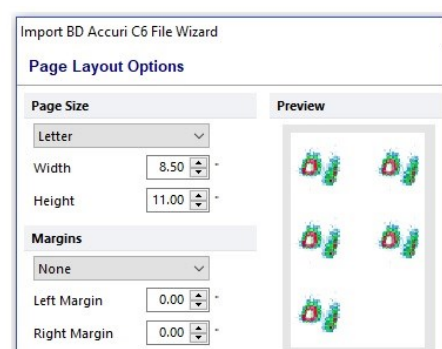 Import BD Accuri C6 File Wizard
Page Layout Options
Page Size
Preview
Letter
Width 8.50 "
Height 11.00 "
Margins
None
Left Margin 0.00 "
Right Margin 0.00 "